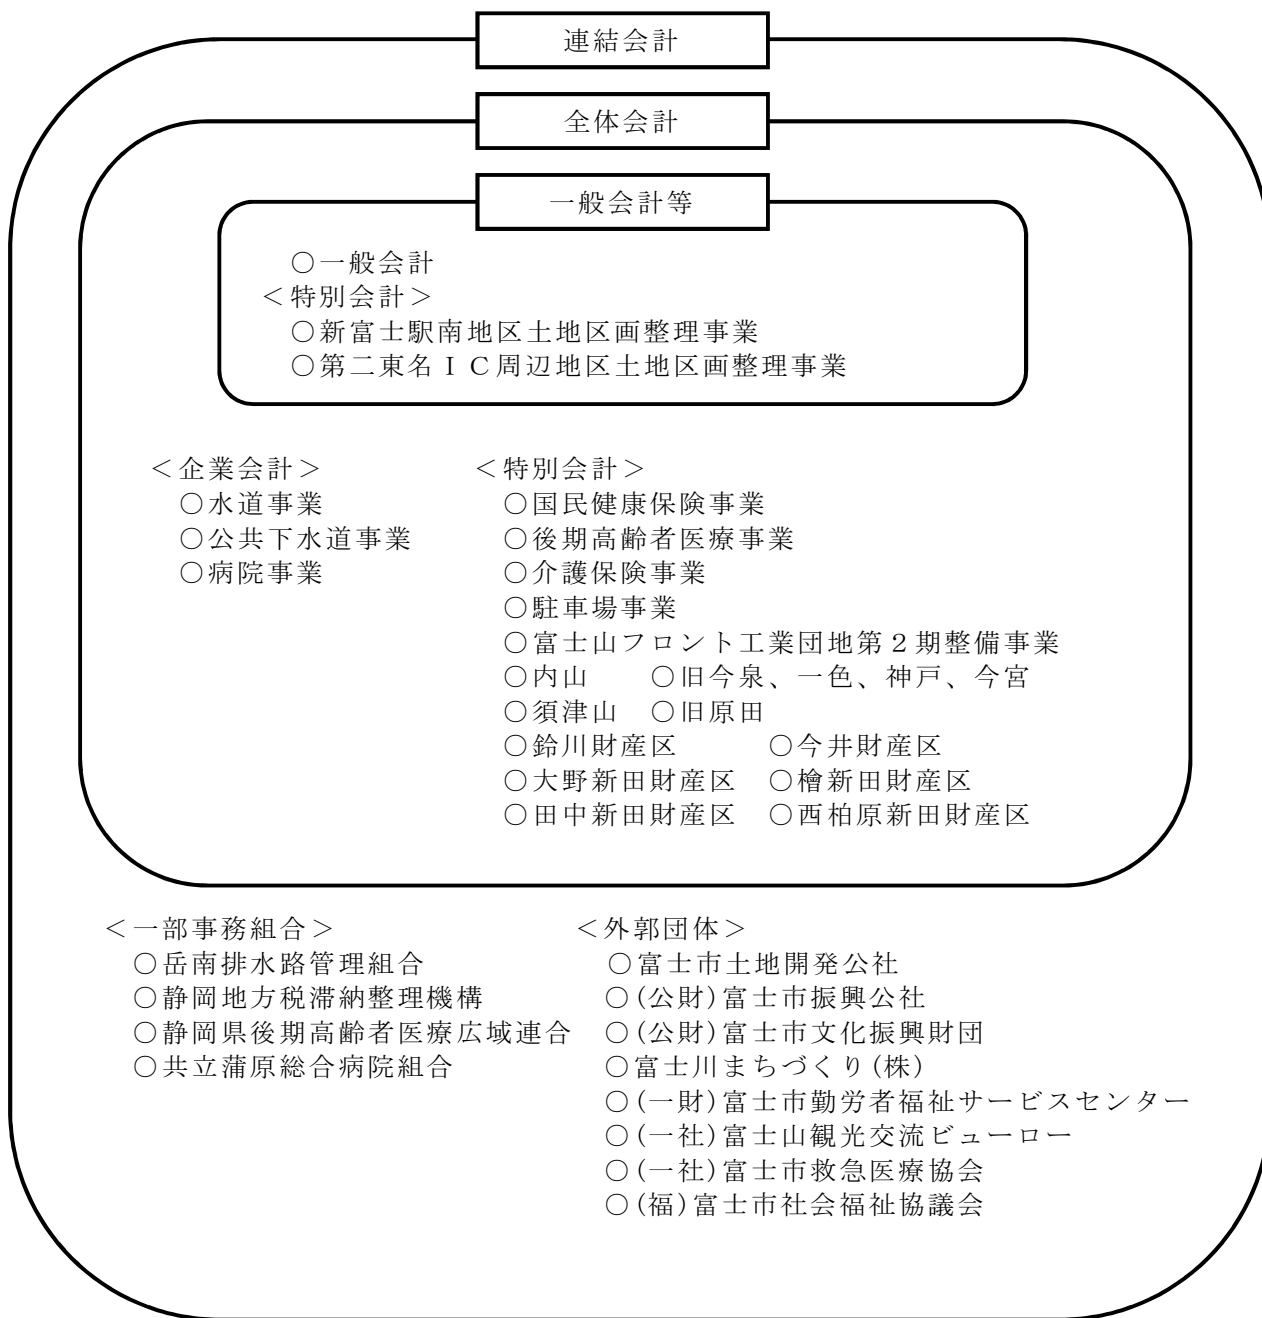 連結会計
全体会計
一般会計等
○一般会計
＜特別会計＞
○新富士駅南地区土地区画整理事業
○第二東名ＩＣ周辺地区土地区画整理事業
＜企業会計＞
○水道事業
○公共下水道事業
○病院事業
＜特別会計＞
○国民健康保険事業
○後期高齢者医療事業
○介護保険事業
○駐車場事業
○富士山フロント工業団地第２期整備事業
○内山　　○旧今泉、一色、神戸、今宮
○須津山　○旧原田
○鈴川財産区　　　○今井財産区
○大野新田財産区　○檜新田財産区
○田中新田財産区　○西柏原新田財産区
＜一部事務組合＞
○岳南排水路管理組合
○静岡地方税滞納整理機構
○静岡県後期高齢者医療広域連合
○共立蒲原総合病院組合
＜外郭団体＞
○富士市土地開発公社
○(公財)富士市振興公社
○(公財)富士市文化振興財団
○富士川まちづくり(株)
○(一財)富士市勤労者福祉サービスセンター
○(一社)富士山観光交流ビューロー
○(一社)富士市救急医療協会
○(福)富士市社会福祉協議会